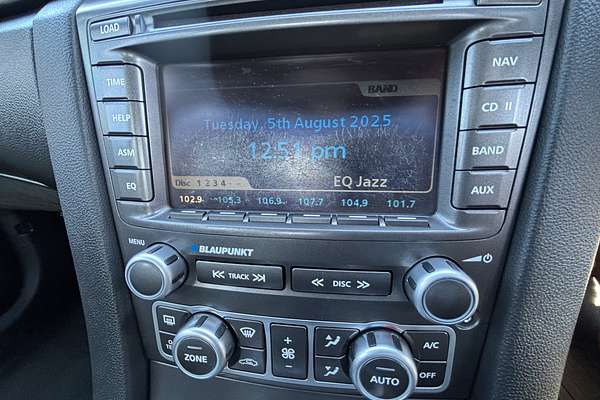 LOAD
BAND
NAV
TIME
Tuesday, 5th August 2025
CD II
HELP
12:51 pm
ASM
BAND
EQ Jazz
EQ
Disc 1 2 3 4 - -
AUX
102.9 105.3 106.9 107.7 104.9 101.7
MENU
BLAUPUNKT
TRACK
DISC
ZONE
AUTO
A/C
OFF